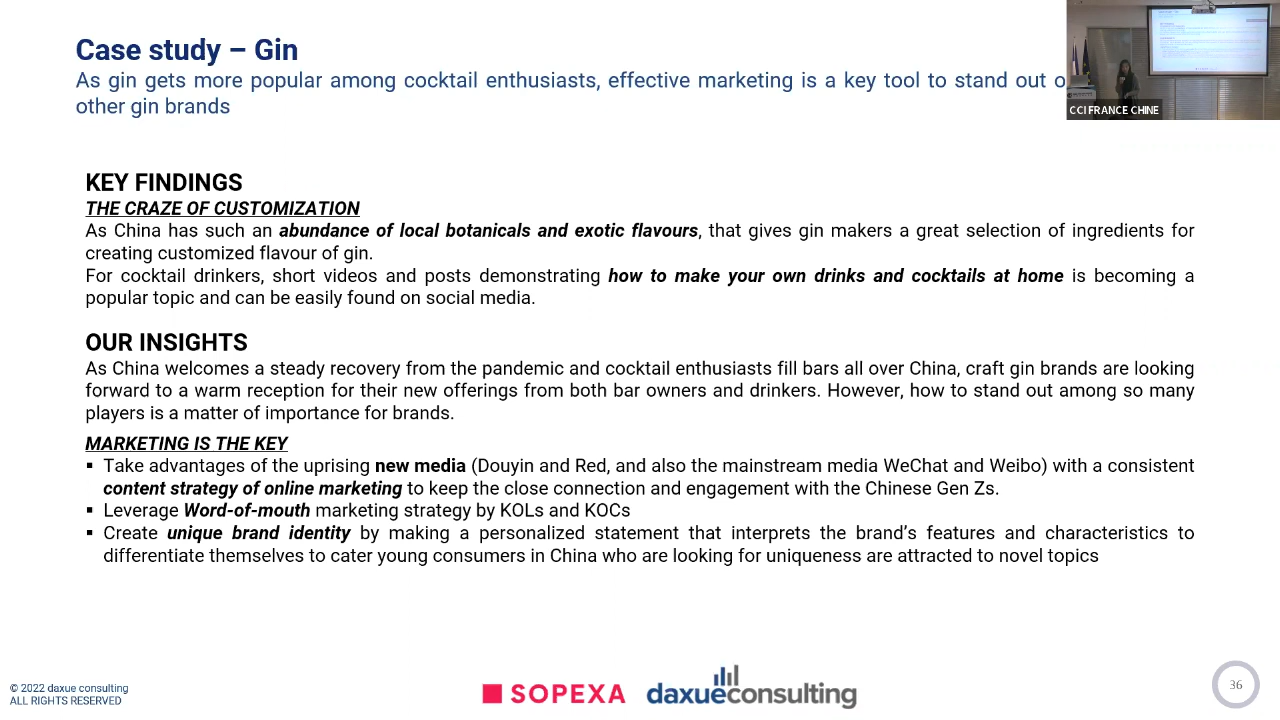 Case study – Gin
As gin gets more popular among cocktail enthusiasts, effective marketing is a key tool to stand out o
other gin brands
CCI FRANCE CHINE
KEY FINDINGS
THE CRAZE OF CUSTOMIZATION
As China has such an abundance of local botanicals and exotic flavours, that gives gin makers a great selection of ingredients for
creating customized flavour of gin.
For cocktail drinkers, short videos and posts demonstrating how to make your own drinks and cocktails at home is becoming a
popular topic and can be easily found on social media.
OUR INSIGHTS
As China welcomes a steady recovery from the pandemic and cocktail enthusiasts fill bars all over China, craft gin brands are looking
forward to a warm reception for their new offerings from both bar owners and drinkers. However, how to stand out among so many
players is a matter of importance for brands.
MARKETING IS THE KEY
▪ Take advantages of the uprising new media (Douyin and Red, and also the mainstream media WeChat and Weibo) with a consistent
content strategy of online marketing to keep the close connection and engagement with the Chinese Gen Zs.
▪ Leverage Word-of-mouth marketing strategy by KOLs and KOCs
▪ Create unique brand identity by making a personalized statement that interprets the brand's features and characteristics to
differentiate themselves to cater young consumers in China who are looking for uniqueness are attracted to novel topics
© 2022 daxue consulting
ALL RIGHTS RESERVED
SOPEXA
daxueconsulting
36